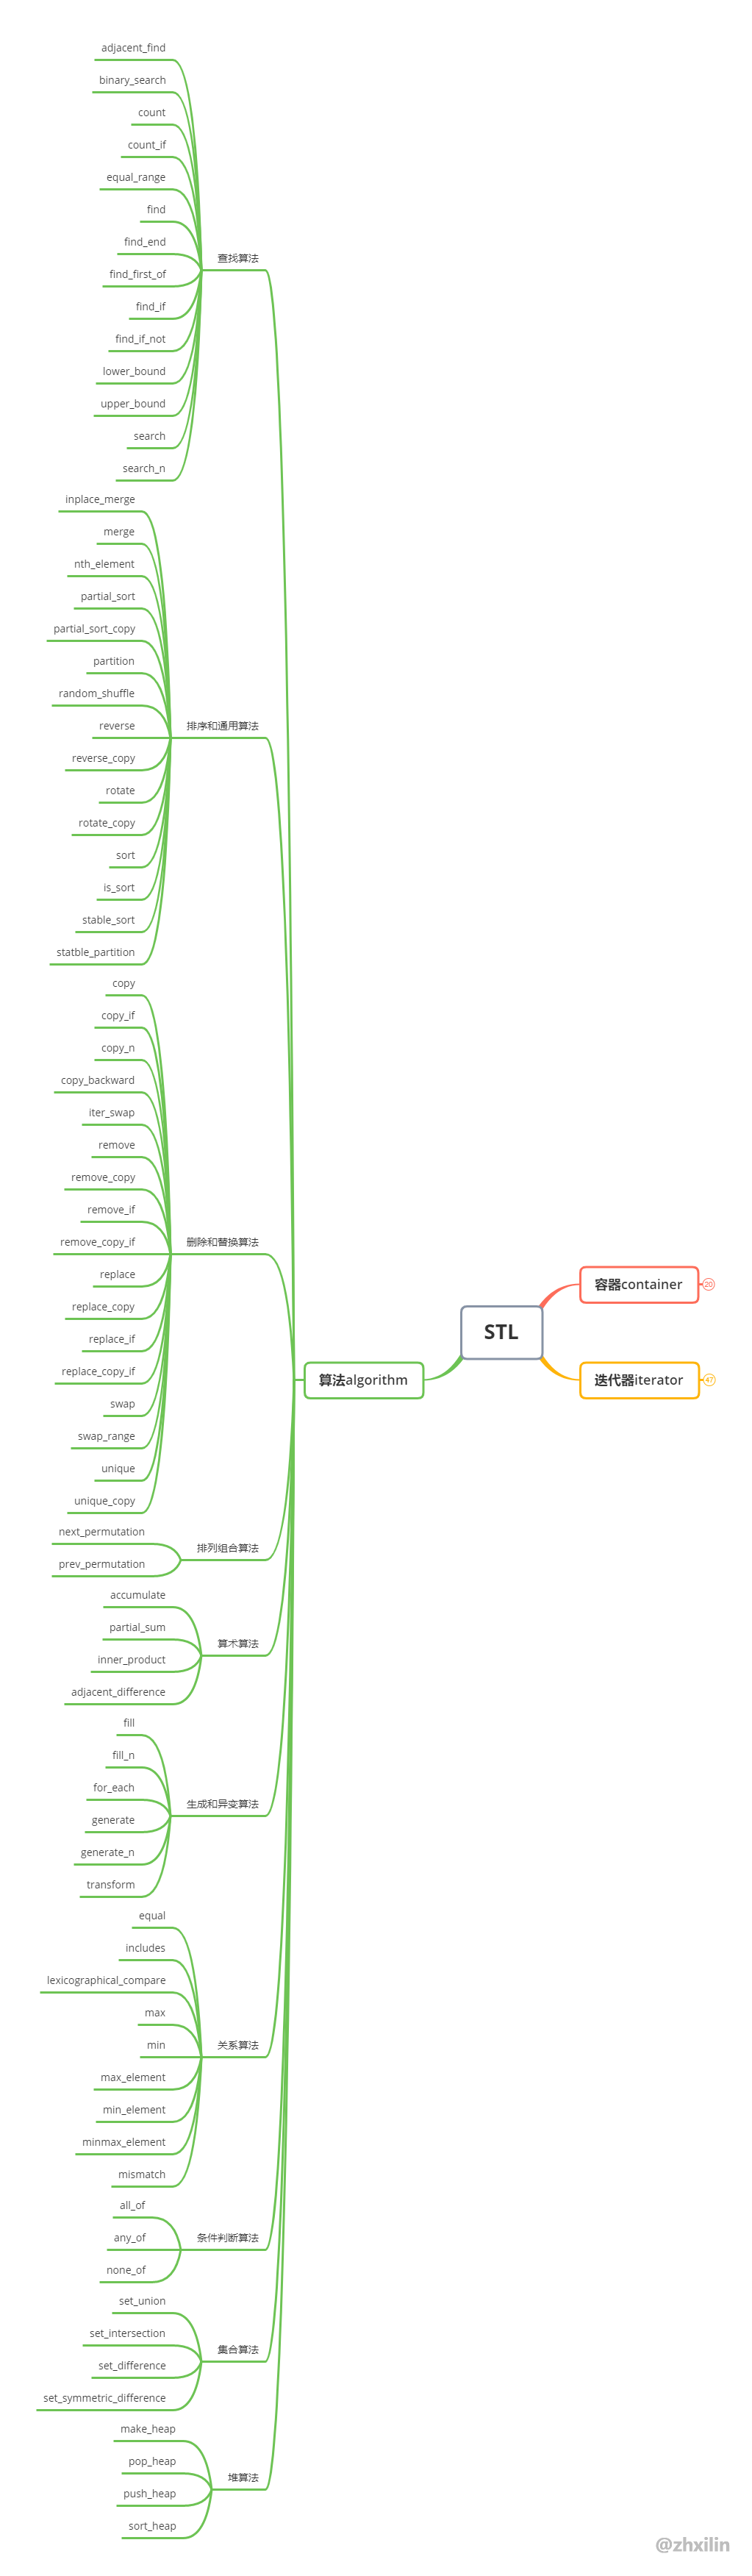 adjacent_find
binary_search
count
count_if
equal_range
find
find_end
find_first_of
find_if
find_if_not
lower_bound
upper_bound
search
search_n
查找算法
inplace_merge
merge
nth_element
partial_sort
partial_sort_copy
partition
random_shuffle
reverse
reverse_copy
rotate
rotate_copy
sort
is_sort
stable_sort
statble_partition
排序和通用算法
copy
copy_if
copy_n
copy_backward
iter_swap
remove
remove_copy
remove_if
remove_copy_if
replace
replace_copy
replace_if
replace_copy_if
swap
swap_range
unique
unique_copy
删除和替换算法
next_permutation
prev_permutation
排列组合算法
accumulate
partial_sum
inner_product
adjacent_difference
算术算法
fill
fill_n
for_each
generate
generate_n
transform
生成和异变算法
equal
includes
lexicographical_compare
max
min
max_element
min_element
minmax_element
mismatch
关系算法
all_of
any_of
none_of
条件判断算法
set_union
set_intersection
set_difference
set_symmetric_difference
集合算法
make_heap
pop_heap
push_heap
sort_heap
堆算法
算法algorithm
STL
容器container
20
迭代器iterator
47
@zhxilin